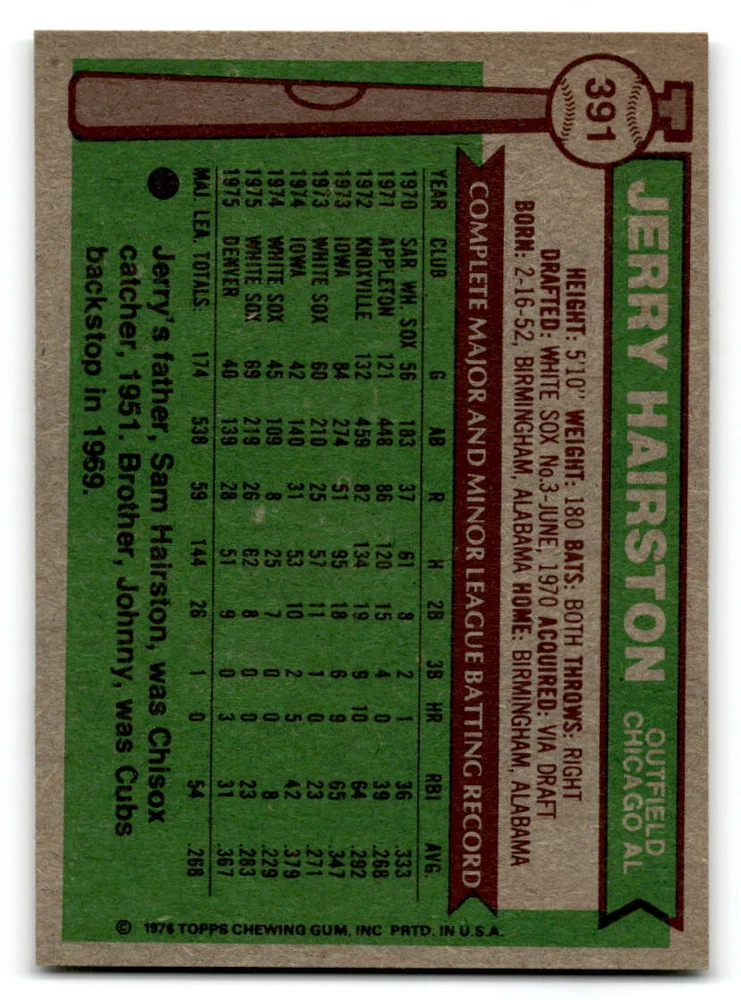 391
JERRY HAIRSTON
OUTFIELD
CHICAGO AL
HEIGHT: 5'10" WEIGHT: 180 BATS: BOTH THROWS: RIGHT
DRAFTED: WHITE SOX No.3-JUNE, 1970 ACQUIRED: VIA DRAFT
BORN: 2-16-52, BIRMINGHAM, ALABAMA HOME: BIRMINGHAM, ALABAMA
COMPLETE MAJOR AND MINOR LEAGUE BATTING RECORD
YEAR CLUB G AB R H 2B 3B HR RBI AVG.
1970 SAR. WH. SOX 56 183 37 61 8 2 1 36 .333
1971 APPLETON 121 448 86 120 15 4 0 39 .268
1972 KNOXVILLE 132 459 82 134 19 9 10 64 .292
1973 IOWA 84 274 51 95 18 6 9 65 .347
1973 WHITE SOX 60 210 25 57 11 1 0 23 .271
1974 IOWA 42 140 31 53 10 2 5 42 .379
1974 WHITE SOX 45 109 8 25 7 0 0 8 .229
1975 WHITE SOX 69 219 26 62 8 0 0 23 .283
1975 DENVER 40 139 28 51 9 0 3 31 .367
MAJ. LEA. TOTALS: 174 538 59 144 26 1 0 54 .268
Jerry's father, Sam Hairston, was Chisox
catcher, 1951. Brother, Johnny, was Cubs
backstop in 1969.
© 1976 TOPPS CHEWING GUM, INC PRTD. IN U.S.A.